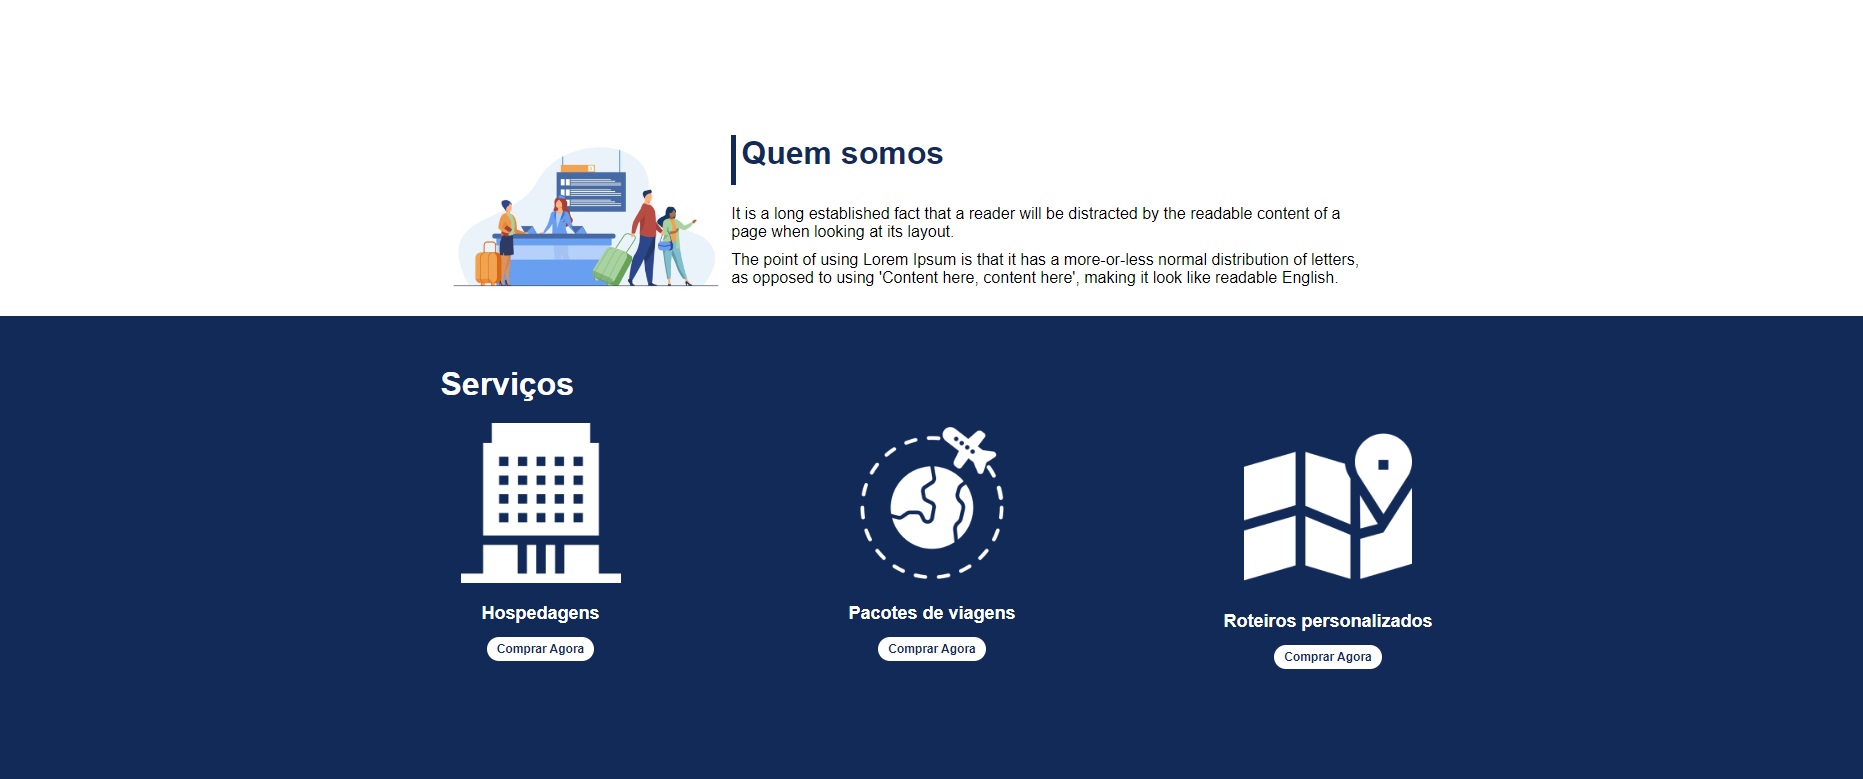 Quem somos
It is a long established fact that a reader will be distracted by the readable content of a
page when looking at its layout.
The point of using Lorem Ipsum is that it has a more-or-less normal distribution of letters,
as opposed to using 'Content here, content here', making it look like readable English.
Serviços
Hospedagens
Comprar Agora
Pacotes de viagens
Comprar Agora
Roteiros personalizados
Comprar Agora